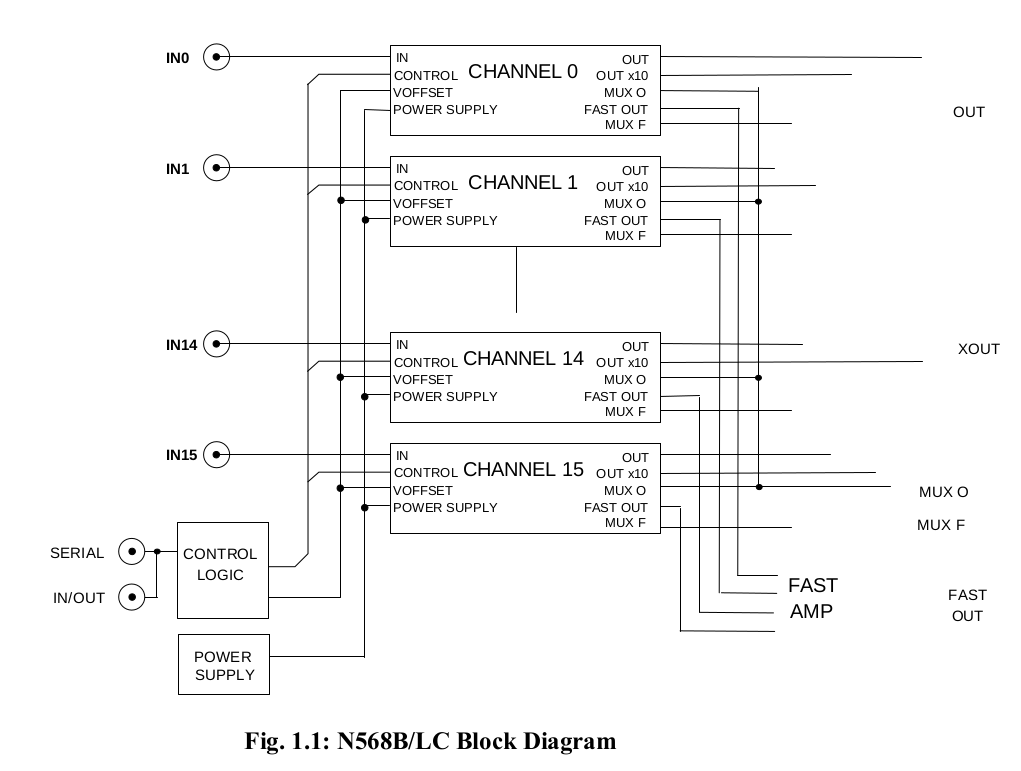 IN0
IN
CHANNEL 0
OUT
CONTROL
OUT x10
VOFFSET
MUX O
POWER SUPPLY
FAST OUT
MUX F
OUT
IN1
IN
CHANNEL 1
OUT
CONTROL
OUT x10
VOFFSET
MUX O
POWER SUPPLY
FAST OUT
MUX F
IN14
IN
CHANNEL 14
OUT
CONTROL
OUT x10
VOFFSET
MUX O
POWER SUPPLY
FAST OUT
MUX F
XOUT
IN15
IN
CHANNEL 15
OUT
CONTROL
OUT x10
VOFFSET
MUX O
POWER SUPPLY
FAST OUT
MUX F
MUX O
MUX F
SERIAL
IN/OUT
CONTROL
LOGIC
FAST
AMP
FAST
OUT
POWER
SUPPLY
Fig. 1.1: N568B/LC Block Diagram